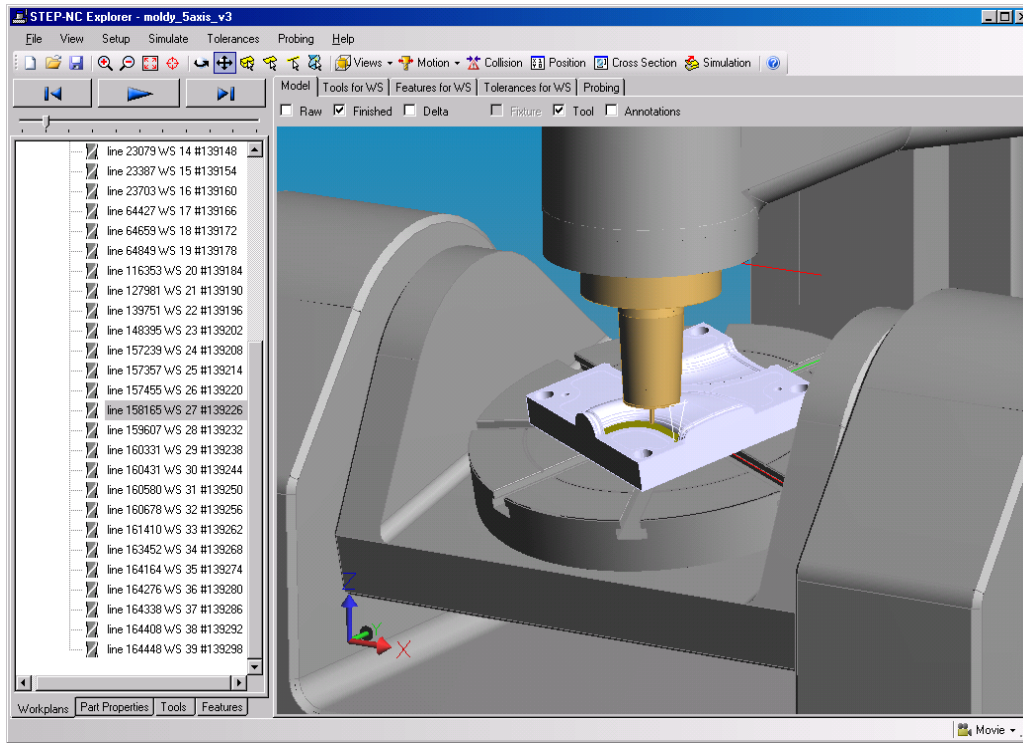 STEP-NC Explorer - moldy_5axis_v3
File View Setup Simulate Tolerances Probing Help
Views Motion Collision Position Cross Section Simulation
Model Tools for WS Features for WS Tolerances for WS Probing
Raw Finished Delta Fixture Tool Annotations
line 23079 WS 14 #139148
line 23387 WS 15 #139154
line 23703 WS 16 #139160
line 64427 WS 17 #139166
line 64659 WS 18 #139172
line 64849 WS 19 #139178
line 116353 WS 20 #139184
line 127981 WS 21 #139190
line 139751 WS 22 #139196
line 148395 WS 23 #139202
line 157239 WS 24 #139208
line 157357 WS 25 #139214
line 157455 WS 26 #139220
line 158165 WS 27 #139226
line 159607 WS 28 #139232
line 160331 WS 29 #139238
line 160431 WS 30 #139244
line 160580 WS 31 #139250
line 160678 WS 32 #139256
line 161410 WS 33 #139262
line 163452 WS 34 #139268
line 164164 WS 35 #139274
line 164276 WS 36 #139280
line 164338 WS 37 #139286
line 164408 WS 38 #139292
line 164448 WS 39 #139298
Z
Y
X
Workplans Part Properties Tools Features
Movie